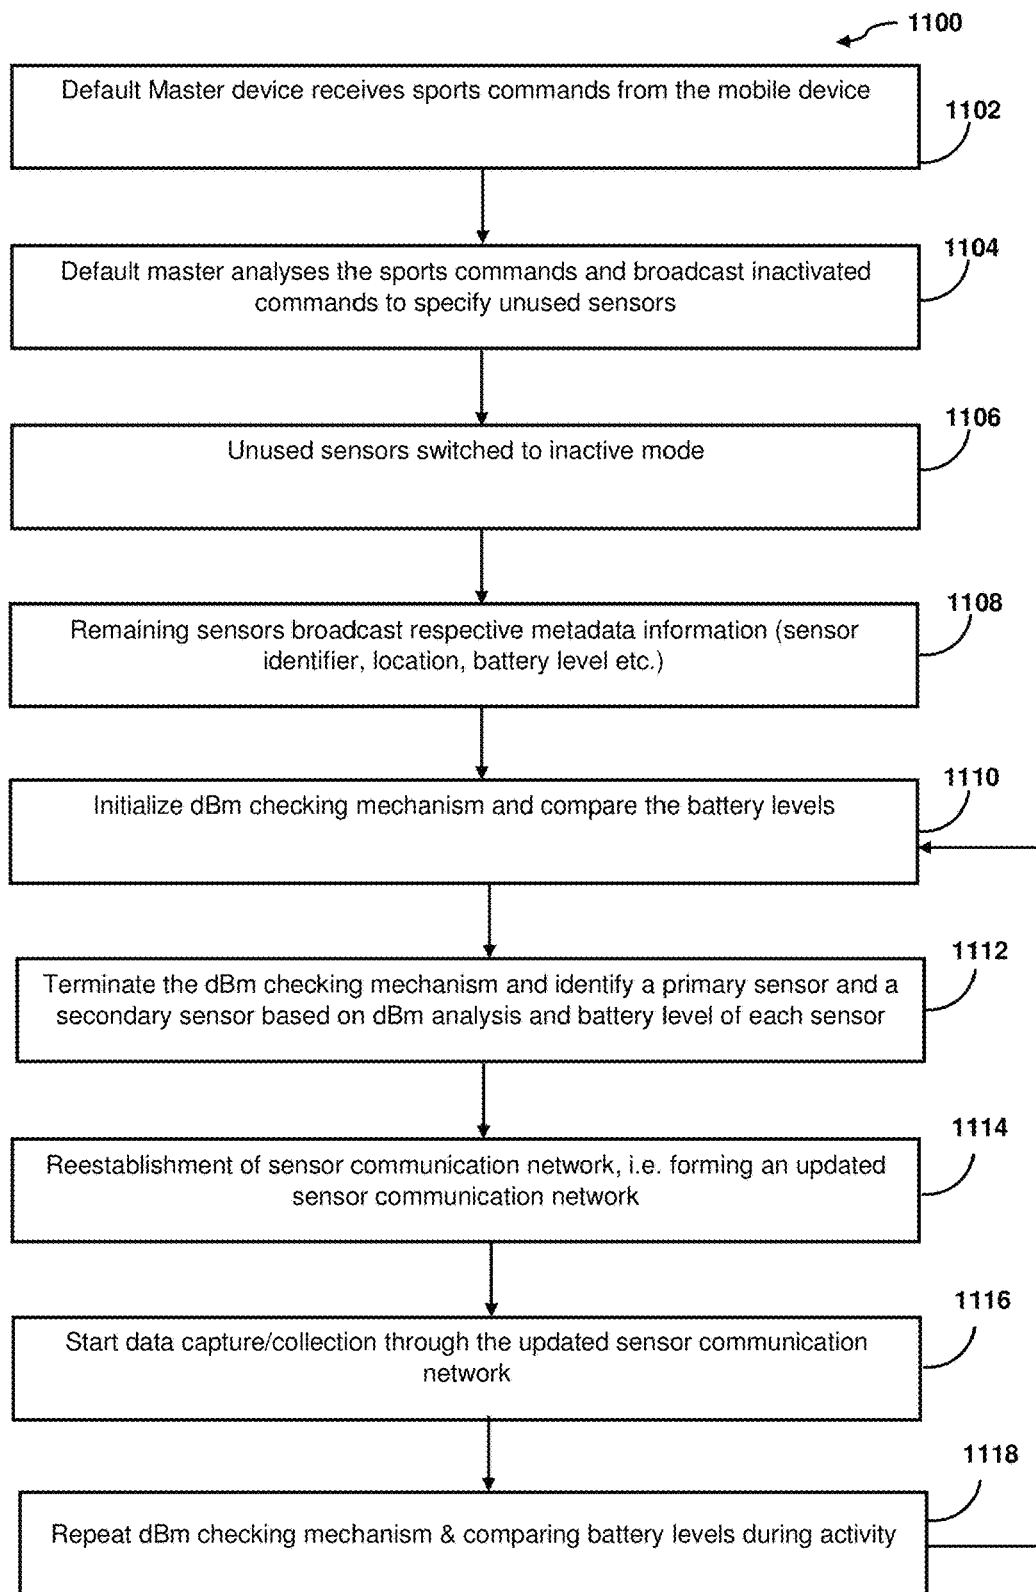 1100
Default Master device receives sports commands from the mobile device
1102
1104
Default master analyses the sports commands and broadcast inactivated
commands to specify unused sensors
1106
Unused sensors switched to inactive mode
1108
Remaining sensors broadcast respective metadata information (sensor
identifier, location, battery level etc.)
1110
Initialize dBm checking mechanism and compare the battery levels
1112
Terminate the dBm checking mechanism and identify a primary sensor and a
secondary sensor based on dBm analysis and battery level of each sensor
1114
Reestablishment of sensor communication network, i.e. forming an updated
sensor communication network
1116
Start data capture/collection through the updated sensor communication
network
1118
Repeat dBm checking mechanism & comparing battery levels during activity